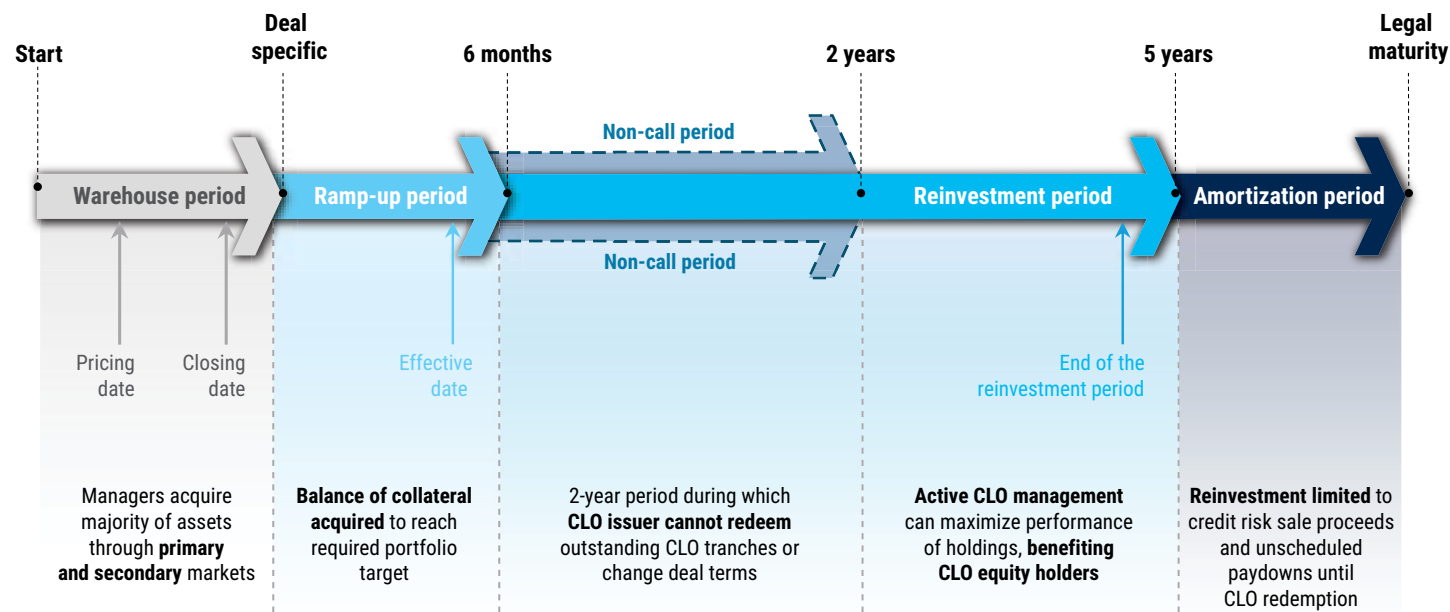 Start
Deal
specific
6 months
2 years
5 years
Legal
maturity
Non-call period
Warehouse period
Ramp-up period
Reinvestment period
Amortization period
Non-call period
Pricing
date
Closing
date
Effective
date
End of the
reinvestment period
Managers acquire
majority of assets
through primary
and secondary markets
Balance of collateral
acquired to reach
required portfolio
target
2-year period during which
CLO issuer cannot redeem
outstanding CLO tranches or
change deal terms
Active CLO management
can maximize performance
of holdings, benefiting
CLO equity holders
Reinvestment limited to
credit risk sale proceeds
and unscheduled
paydowns until
CLO redemption